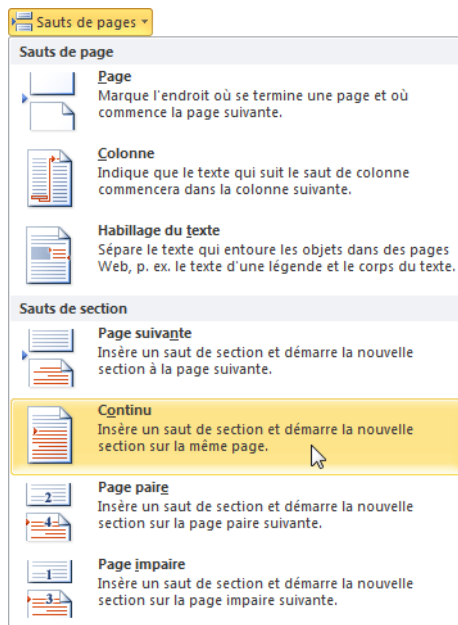 Sauts de pages
Sauts de page
Page
Marque l'endroit où se termine une page et où
commence la page suivante.
Colonne
Indique que le texte qui suit le saut de colonne
commencera dans la colonne suivante.
Habillage du texte
Sépare le texte qui entoure les objets dans des pages
Web, p. ex. le texte d'une légende et le corps du texte.
Sauts de section
Page suivante
Insère un saut de section et démarre la nouvelle
section à la page suivante.
Continu
Insère un saut de section et démarre la nouvelle
section sur la même page.
Page paire
2
4
Insère un saut de section et démarre la nouvelle
section sur la page paire suivante.
Page impaire
1
3
Insère un saut de section et démarre la nouvelle
section sur la page impaire suivante.